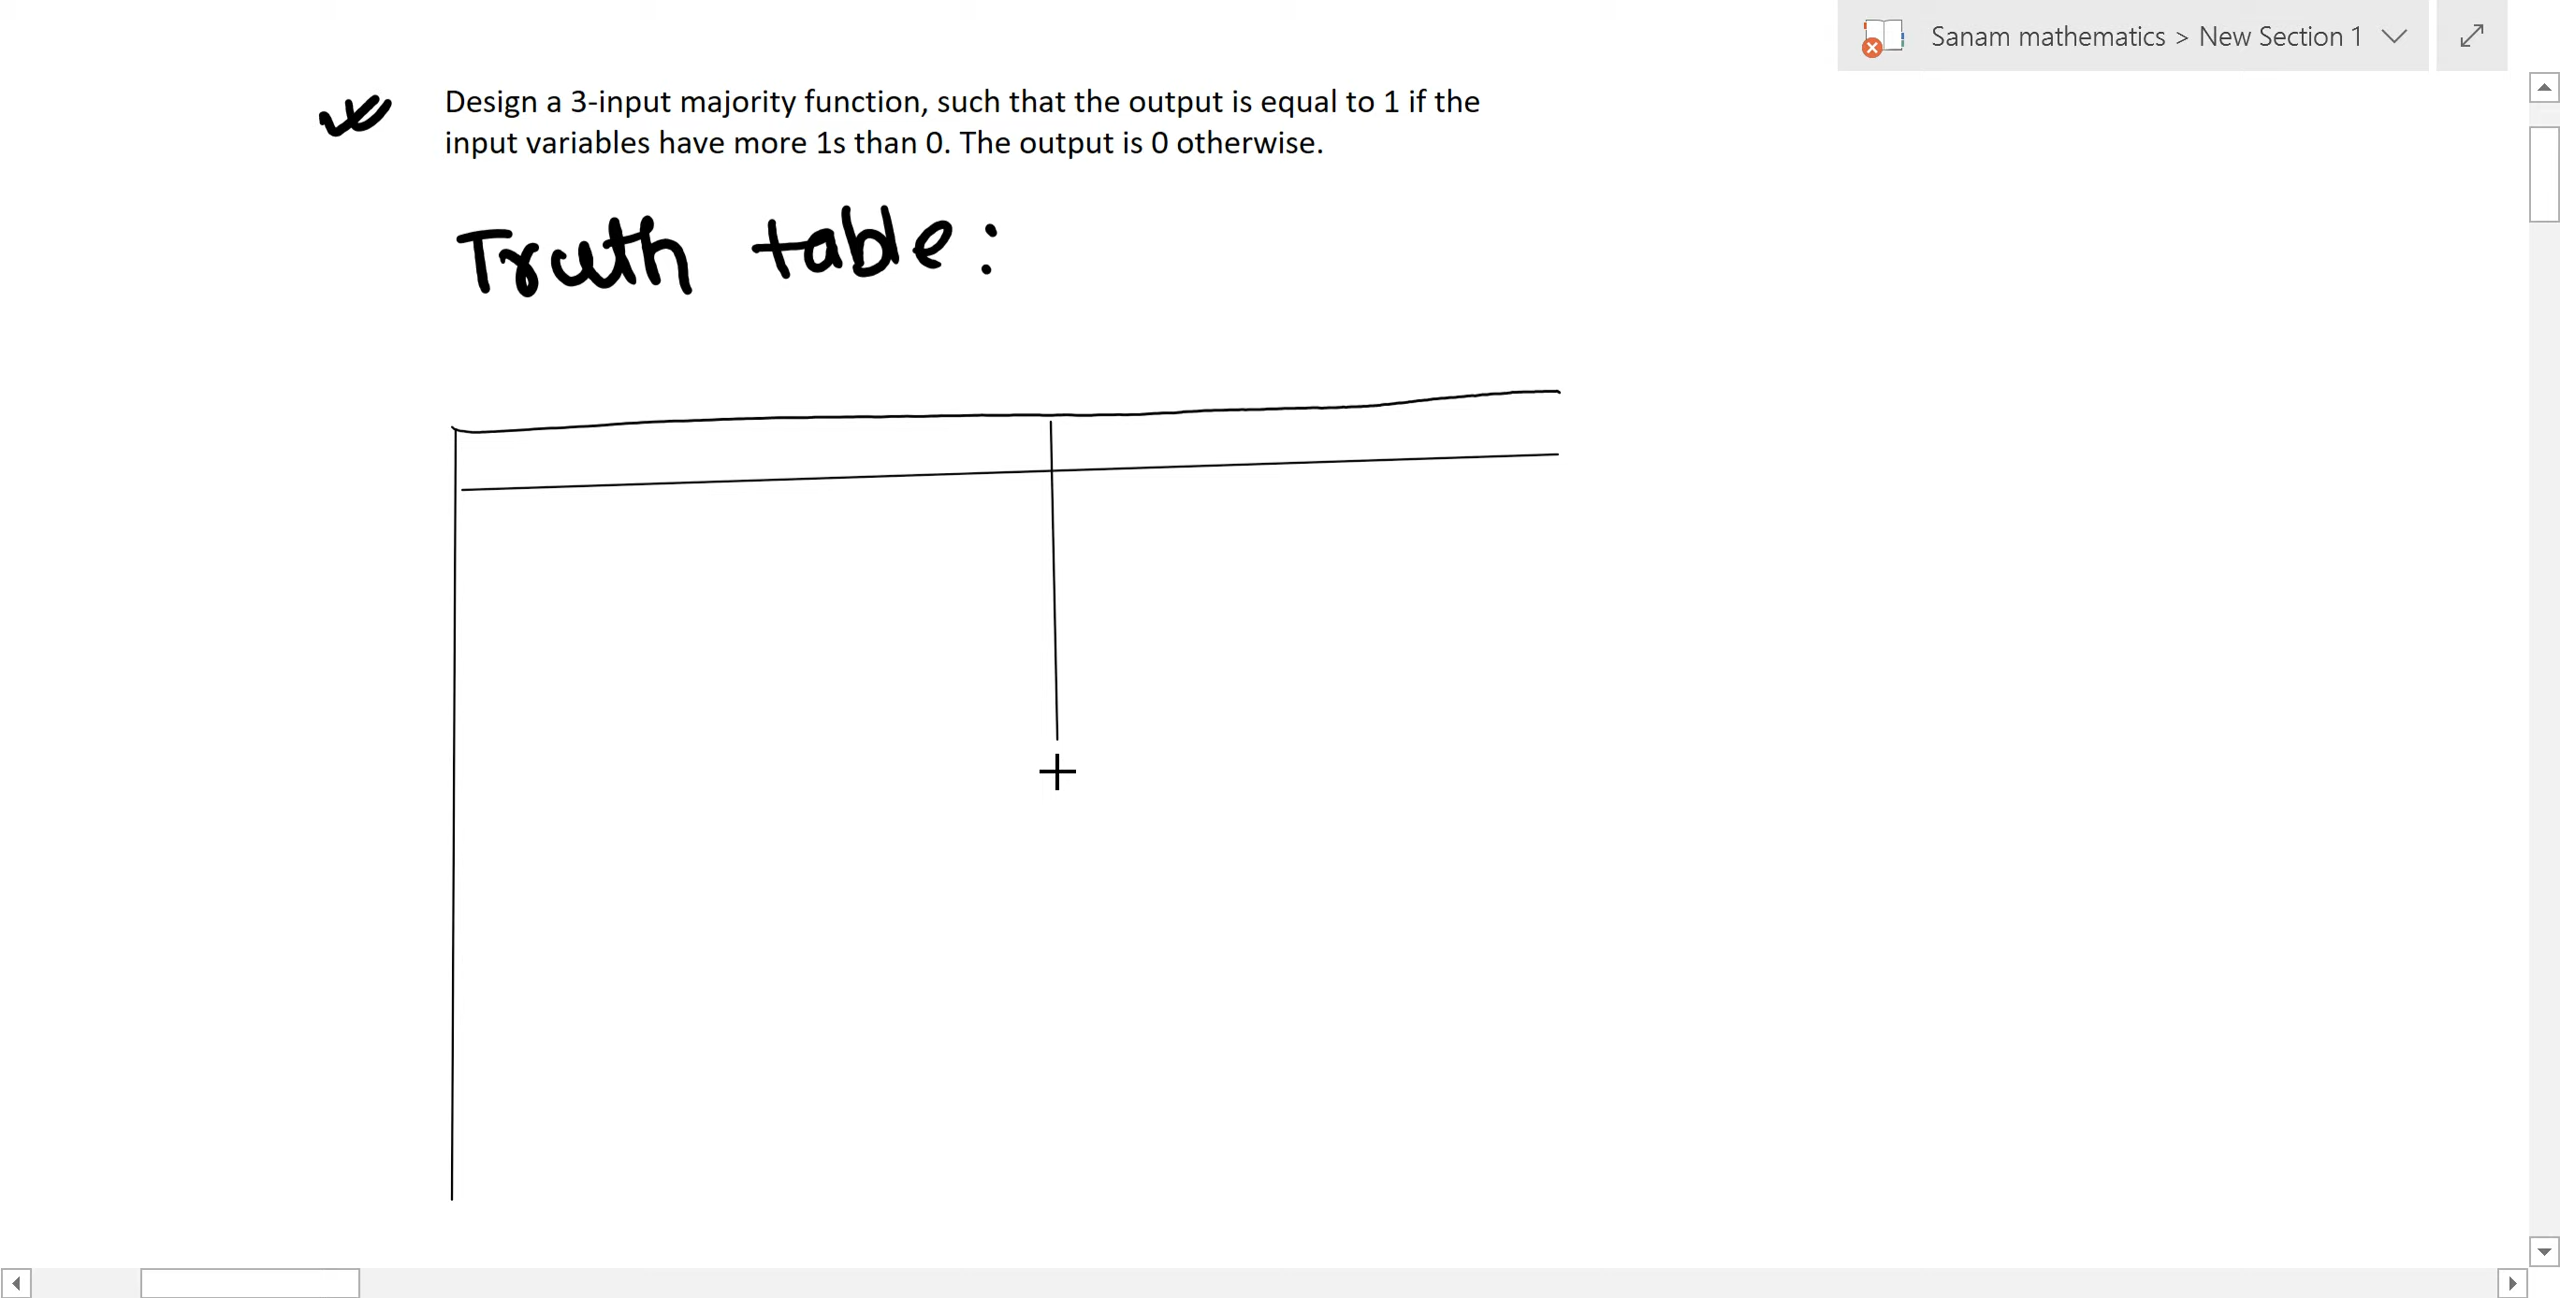 Sanam mathematics > New Section 1
Design a 3-input majority function, such that the output is equal to 1 if the
input variables have more 1s than 0. The output is 0 otherwise.
Truth table: